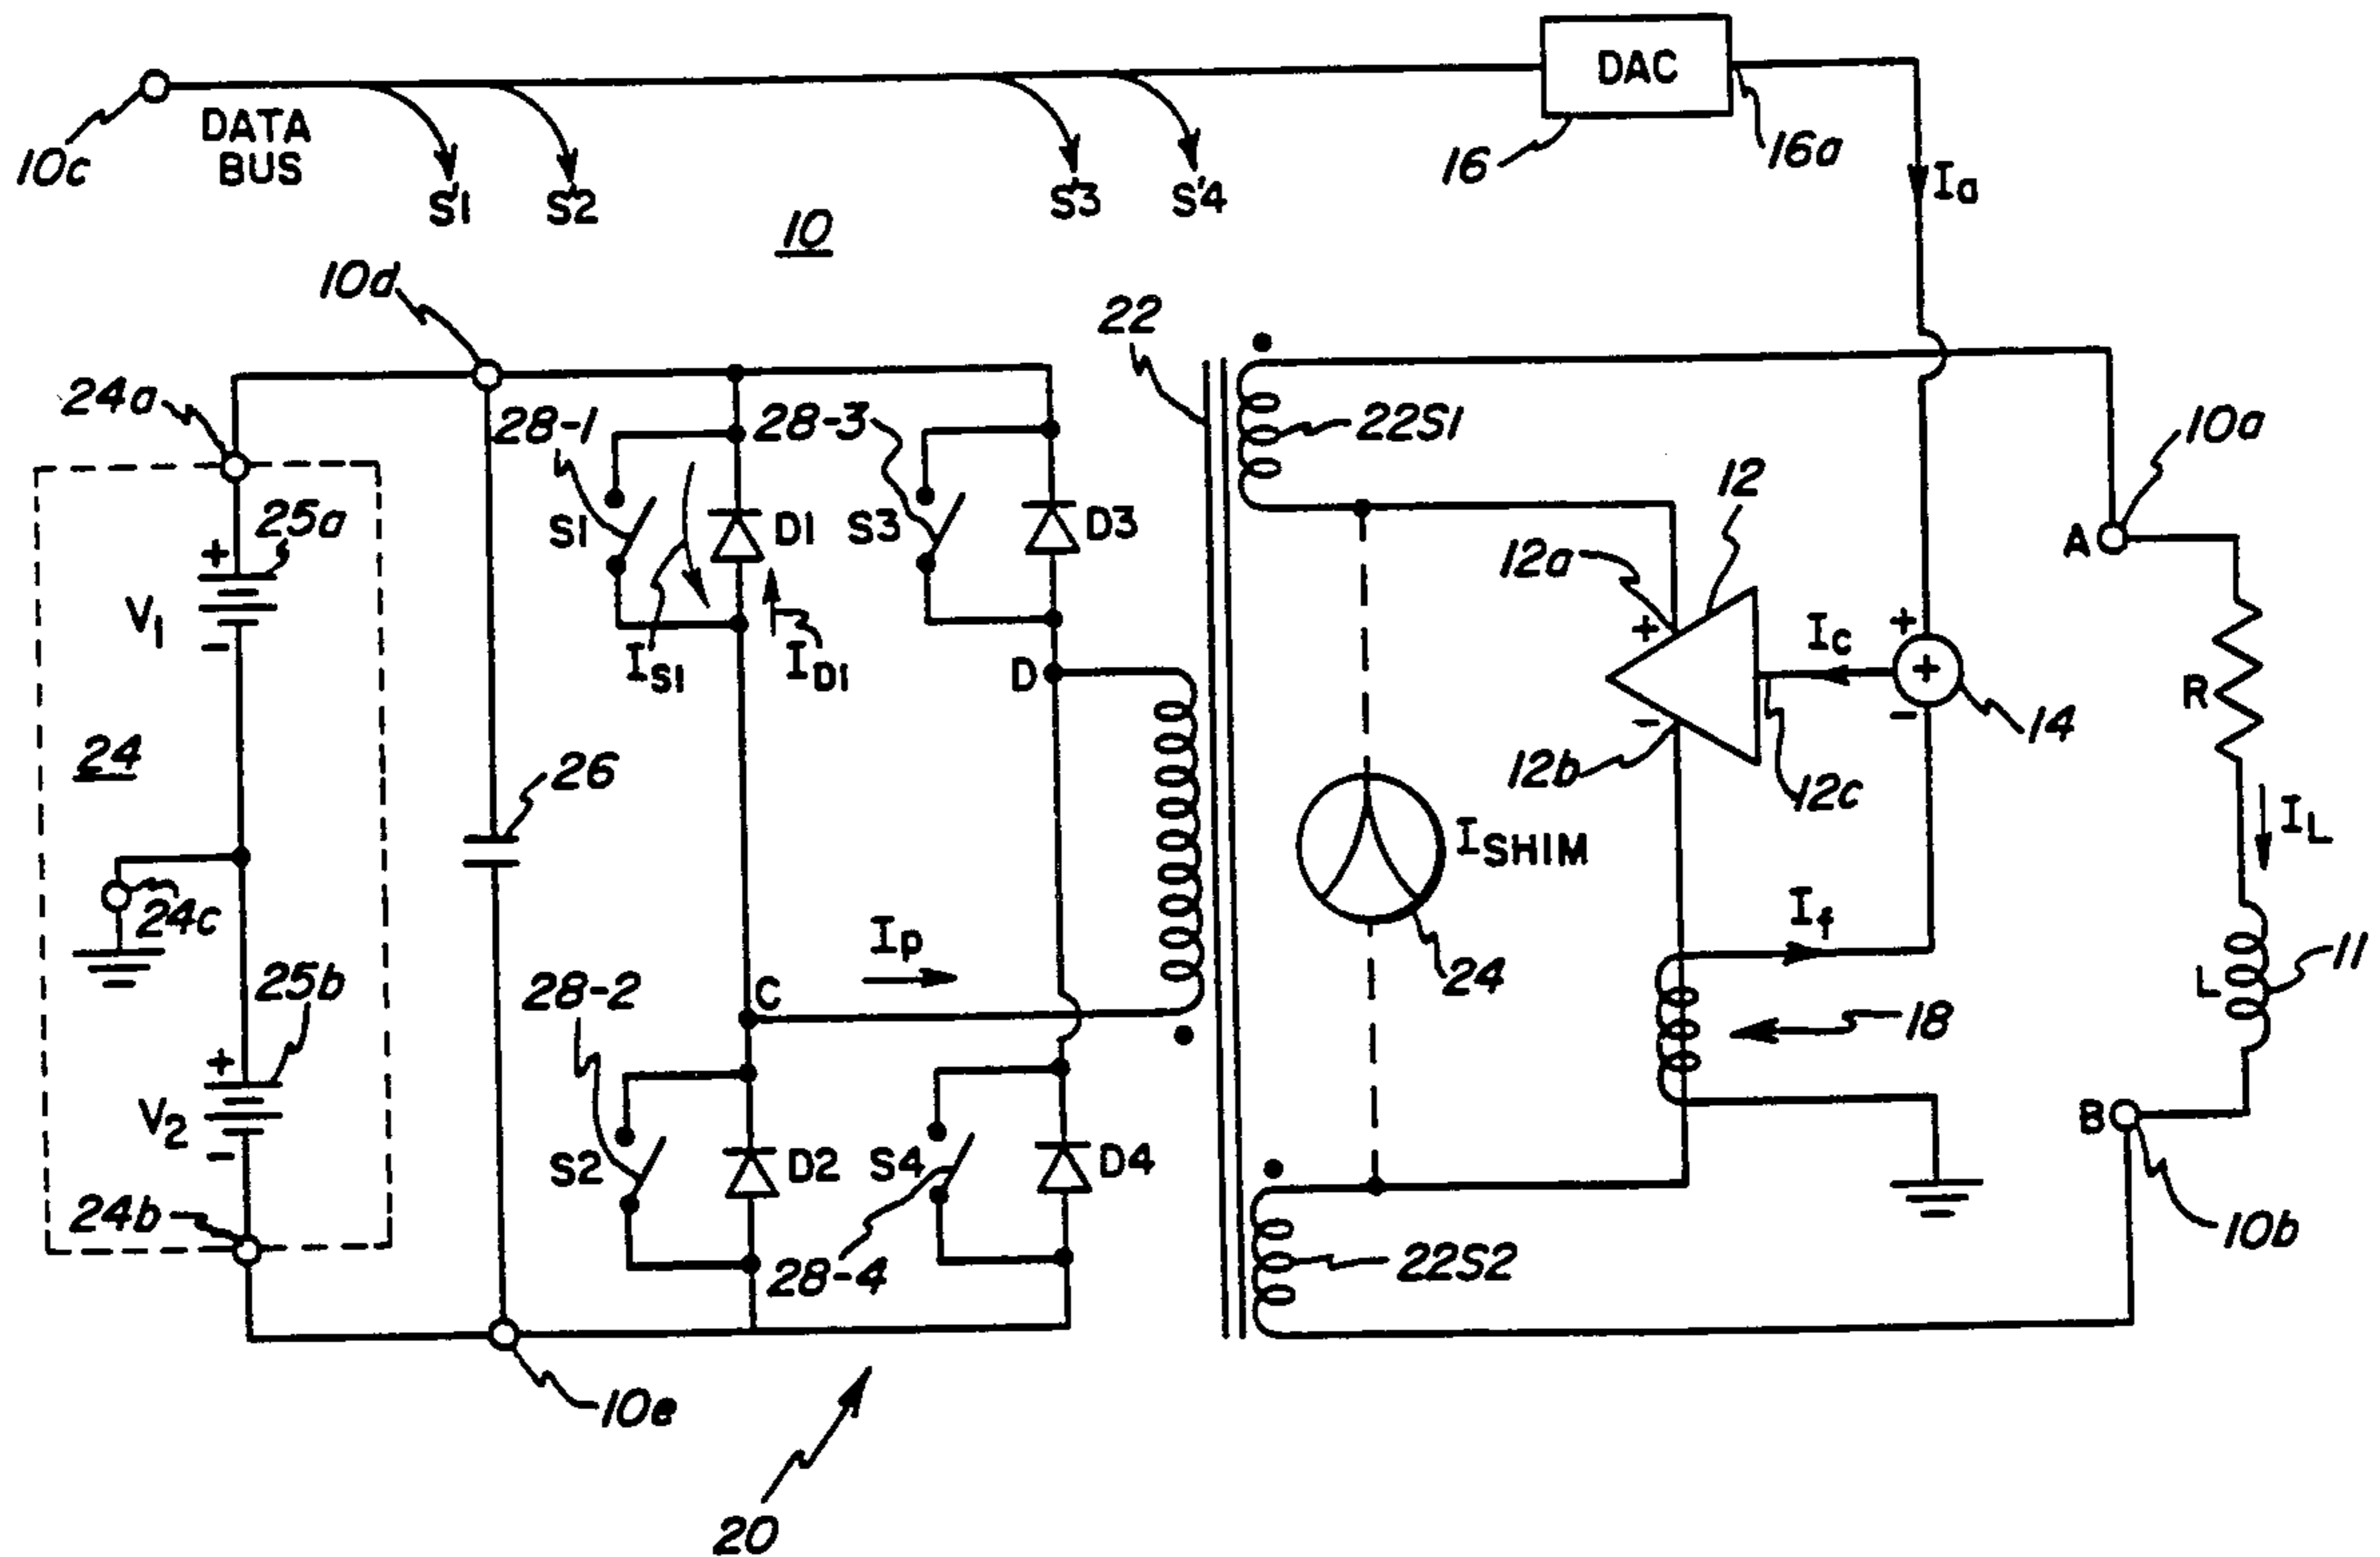 DAC
10c
DATA
BUS
S'1
S'2
S'3
S'4
16
16a
Ia
10
10d
22
24a
28-1
28-3
22S1
10a
25a
+
S1
D1
S3
D3
12
A
12a
V1
-
IS1
ID1
D
+
IC
+
+
R
24
-
-
14
12b
12c
26
ISHIM
IL
24c
Ip
If
25b
28-2
C
24
L
11
18
+
V2
-
S2
D2
S4
D4
B
24b
28-4
22S2
10b
10e
20